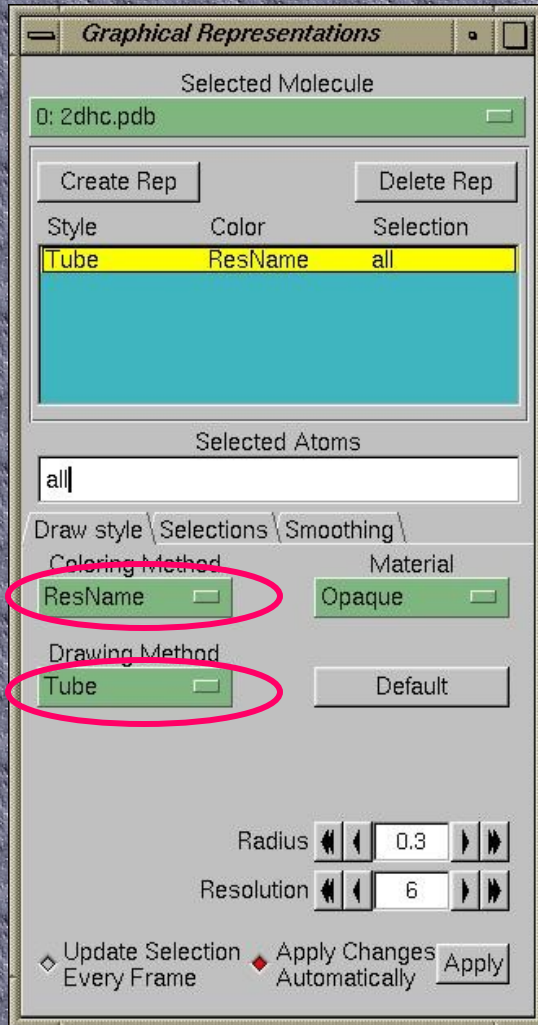 Graphical Representations
Selected Molecule
0: 2dhc.pdb
Create Rep Delete Rep
Style Color Selection
Tube ResName all
Selected Atoms
all
Draw style Selections Smoothing
Coloring Method Material
ResName Opaque
Drawing Method
Tube Default
Radius 0.3
Resolution 6
Update Selection Apply Changes Apply
Every Frame Automatically